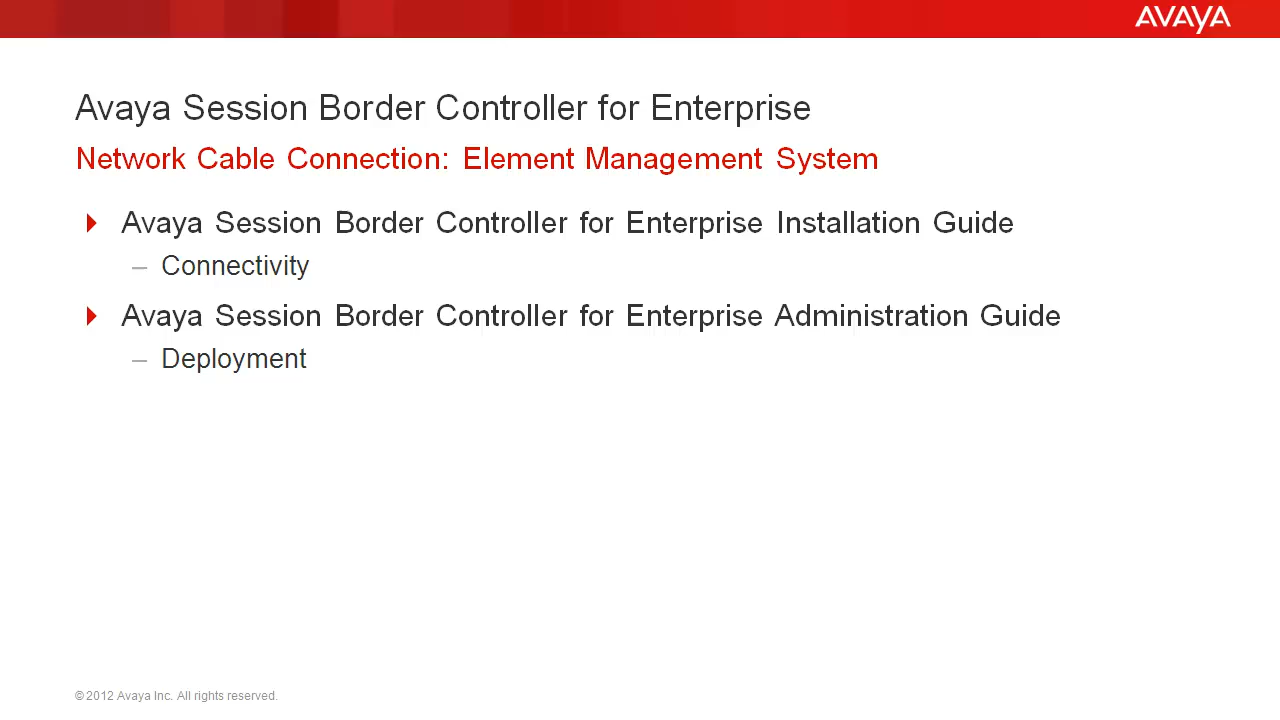 AVAYA
Avaya Session Border Controller for Enterprise
Network Cable Connection: Element Management System
Avaya Session Border Controller for Enterprise Installation Guide
– Connectivity
Avaya Session Border Controller for Enterprise Administration Guide
– Deployment
© 2012 Avaya Inc. All rights reserved.